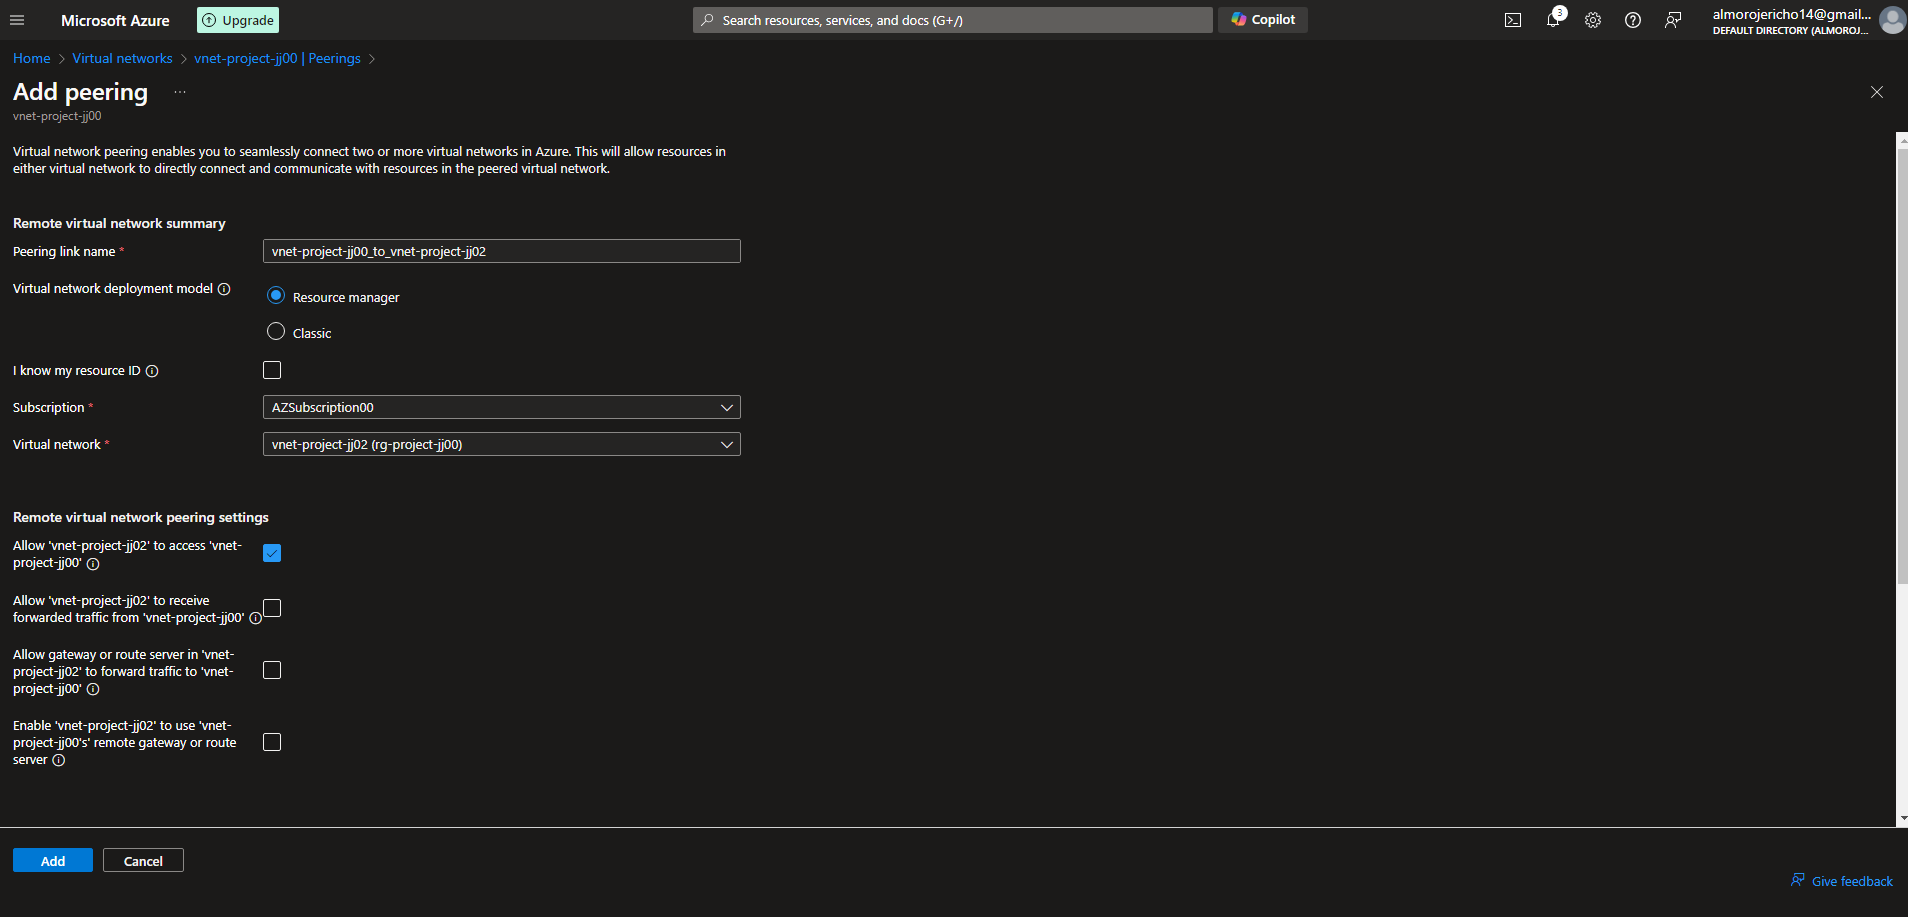 Microsoft Azure
Upgrade
Search resources, services, and docs (G+/)
Copilot
3
almorojericho14@gmail...
DEFAULT DIRECTORY (ALMOROJ...
Home > Virtual networks > vnet-project-jj00 | Peerings >
Add peering ...
vnet-project-jj00
Virtual network peering enables you to seamlessly connect two or more virtual networks in Azure. This will allow resources in
either virtual network to directly connect and communicate with resources in the peered virtual network.
Remote virtual network summary
Peering link name *
vnet-project-jj00_to_vnet-project-jj02
Virtual network deployment model
Resource manager
Classic
I know my resource ID
Subscription *
AZSubscription00
Virtual network *
vnet-project-jj02 (rg-project-jj00)
Remote virtual network peering settings
Allow 'vnet-project-jj02' to access 'vnet-
project-jj00'
Allow 'vnet-project-jj02' to receive
forwarded traffic from 'vnet-project-jj00'
Allow gateway or route server in 'vnet-
project-jj02' to forward traffic to 'vnet-
project-jj00'
Enable 'vnet-project-jj02' to use 'vnet-
project-jj00's' remote gateway or route
server
Add
Cancel
Give feedback